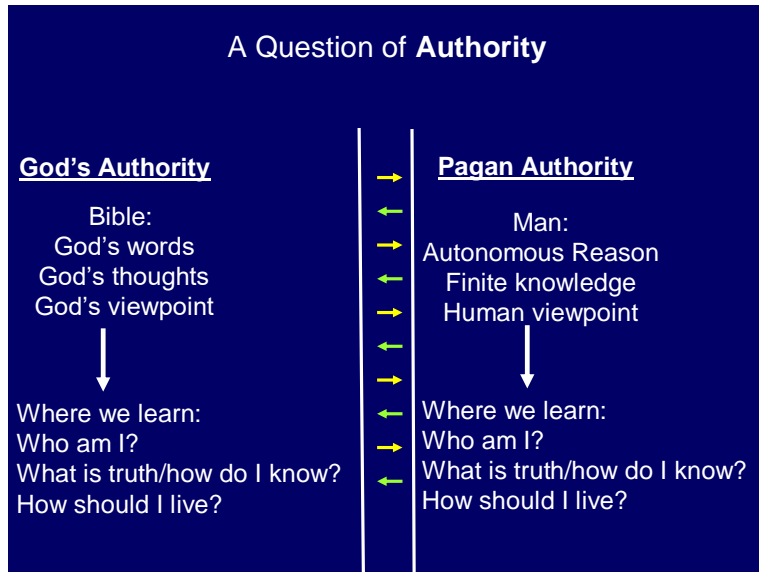 A Question of Authority
God’s Authority
Bible:
God’s words
God’s thoughts
God’s viewpoint
Where we learn:
Who am I?
What is truth/how do I know?
How should I live?
Pagan Authority
Man:
Autonomous Reason
Finite knowledge
Human viewpoint
Where we learn:
Who am I?
What is truth/how do I know?
How should I live?